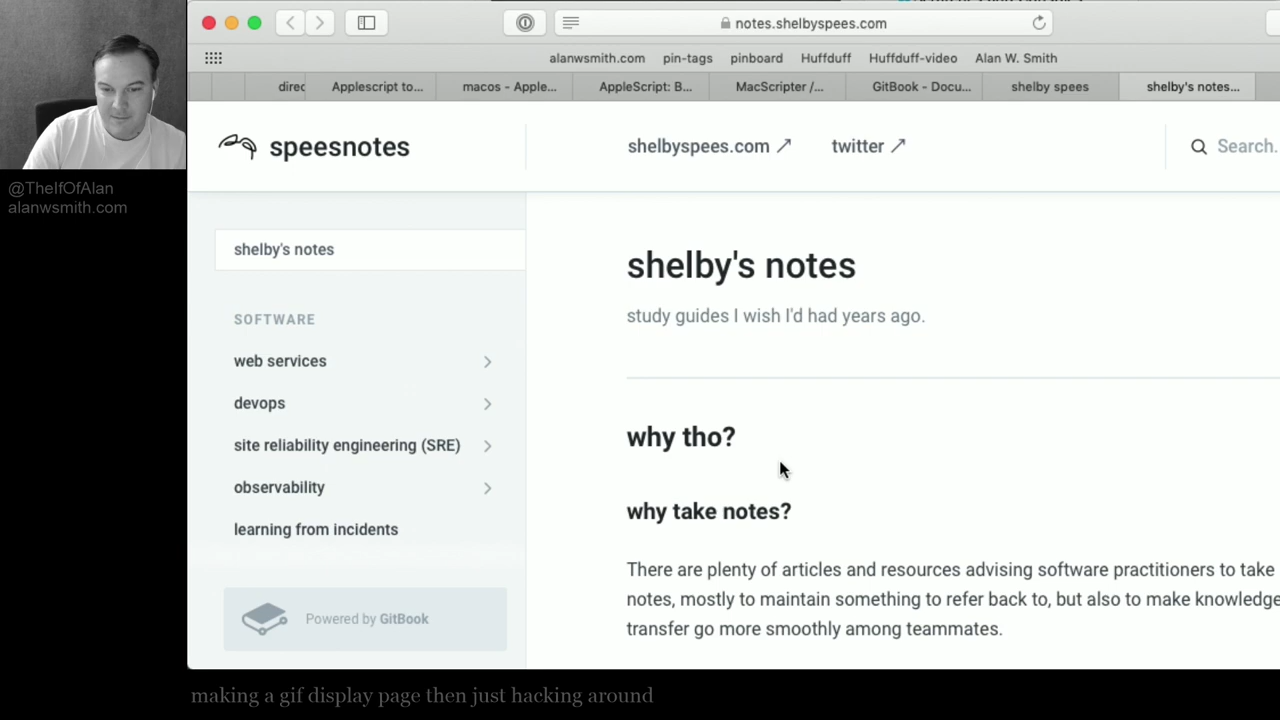 notes.shelbyspees.com
alanwsmith.com pin-tags pinboard Huffduff Huffduff-video Alan W. Smith
direc Applescript to... macos - Apple... AppleScript: B... MacScripter /... GitBook - Docu... shelby spees shelby's notes...
speesnotes
shelbyspees.com ↗ twitter ↗
Search.
@TheIfOfAlan
alanwsmith.com
shelby's notes
SOFTWARE
web services
devops
site reliability engineering (SRE)
observability
learning from incidents
Powered by GitBook
shelby's notes
study guides I wish I'd had years ago.
why tho?
why take notes?
There are plenty of articles and resources advising software practitioners to take
notes, mostly to maintain something to refer back to, but also to make knowledge
transfer go more smoothly among teammates.
making a gif display page then just hacking around